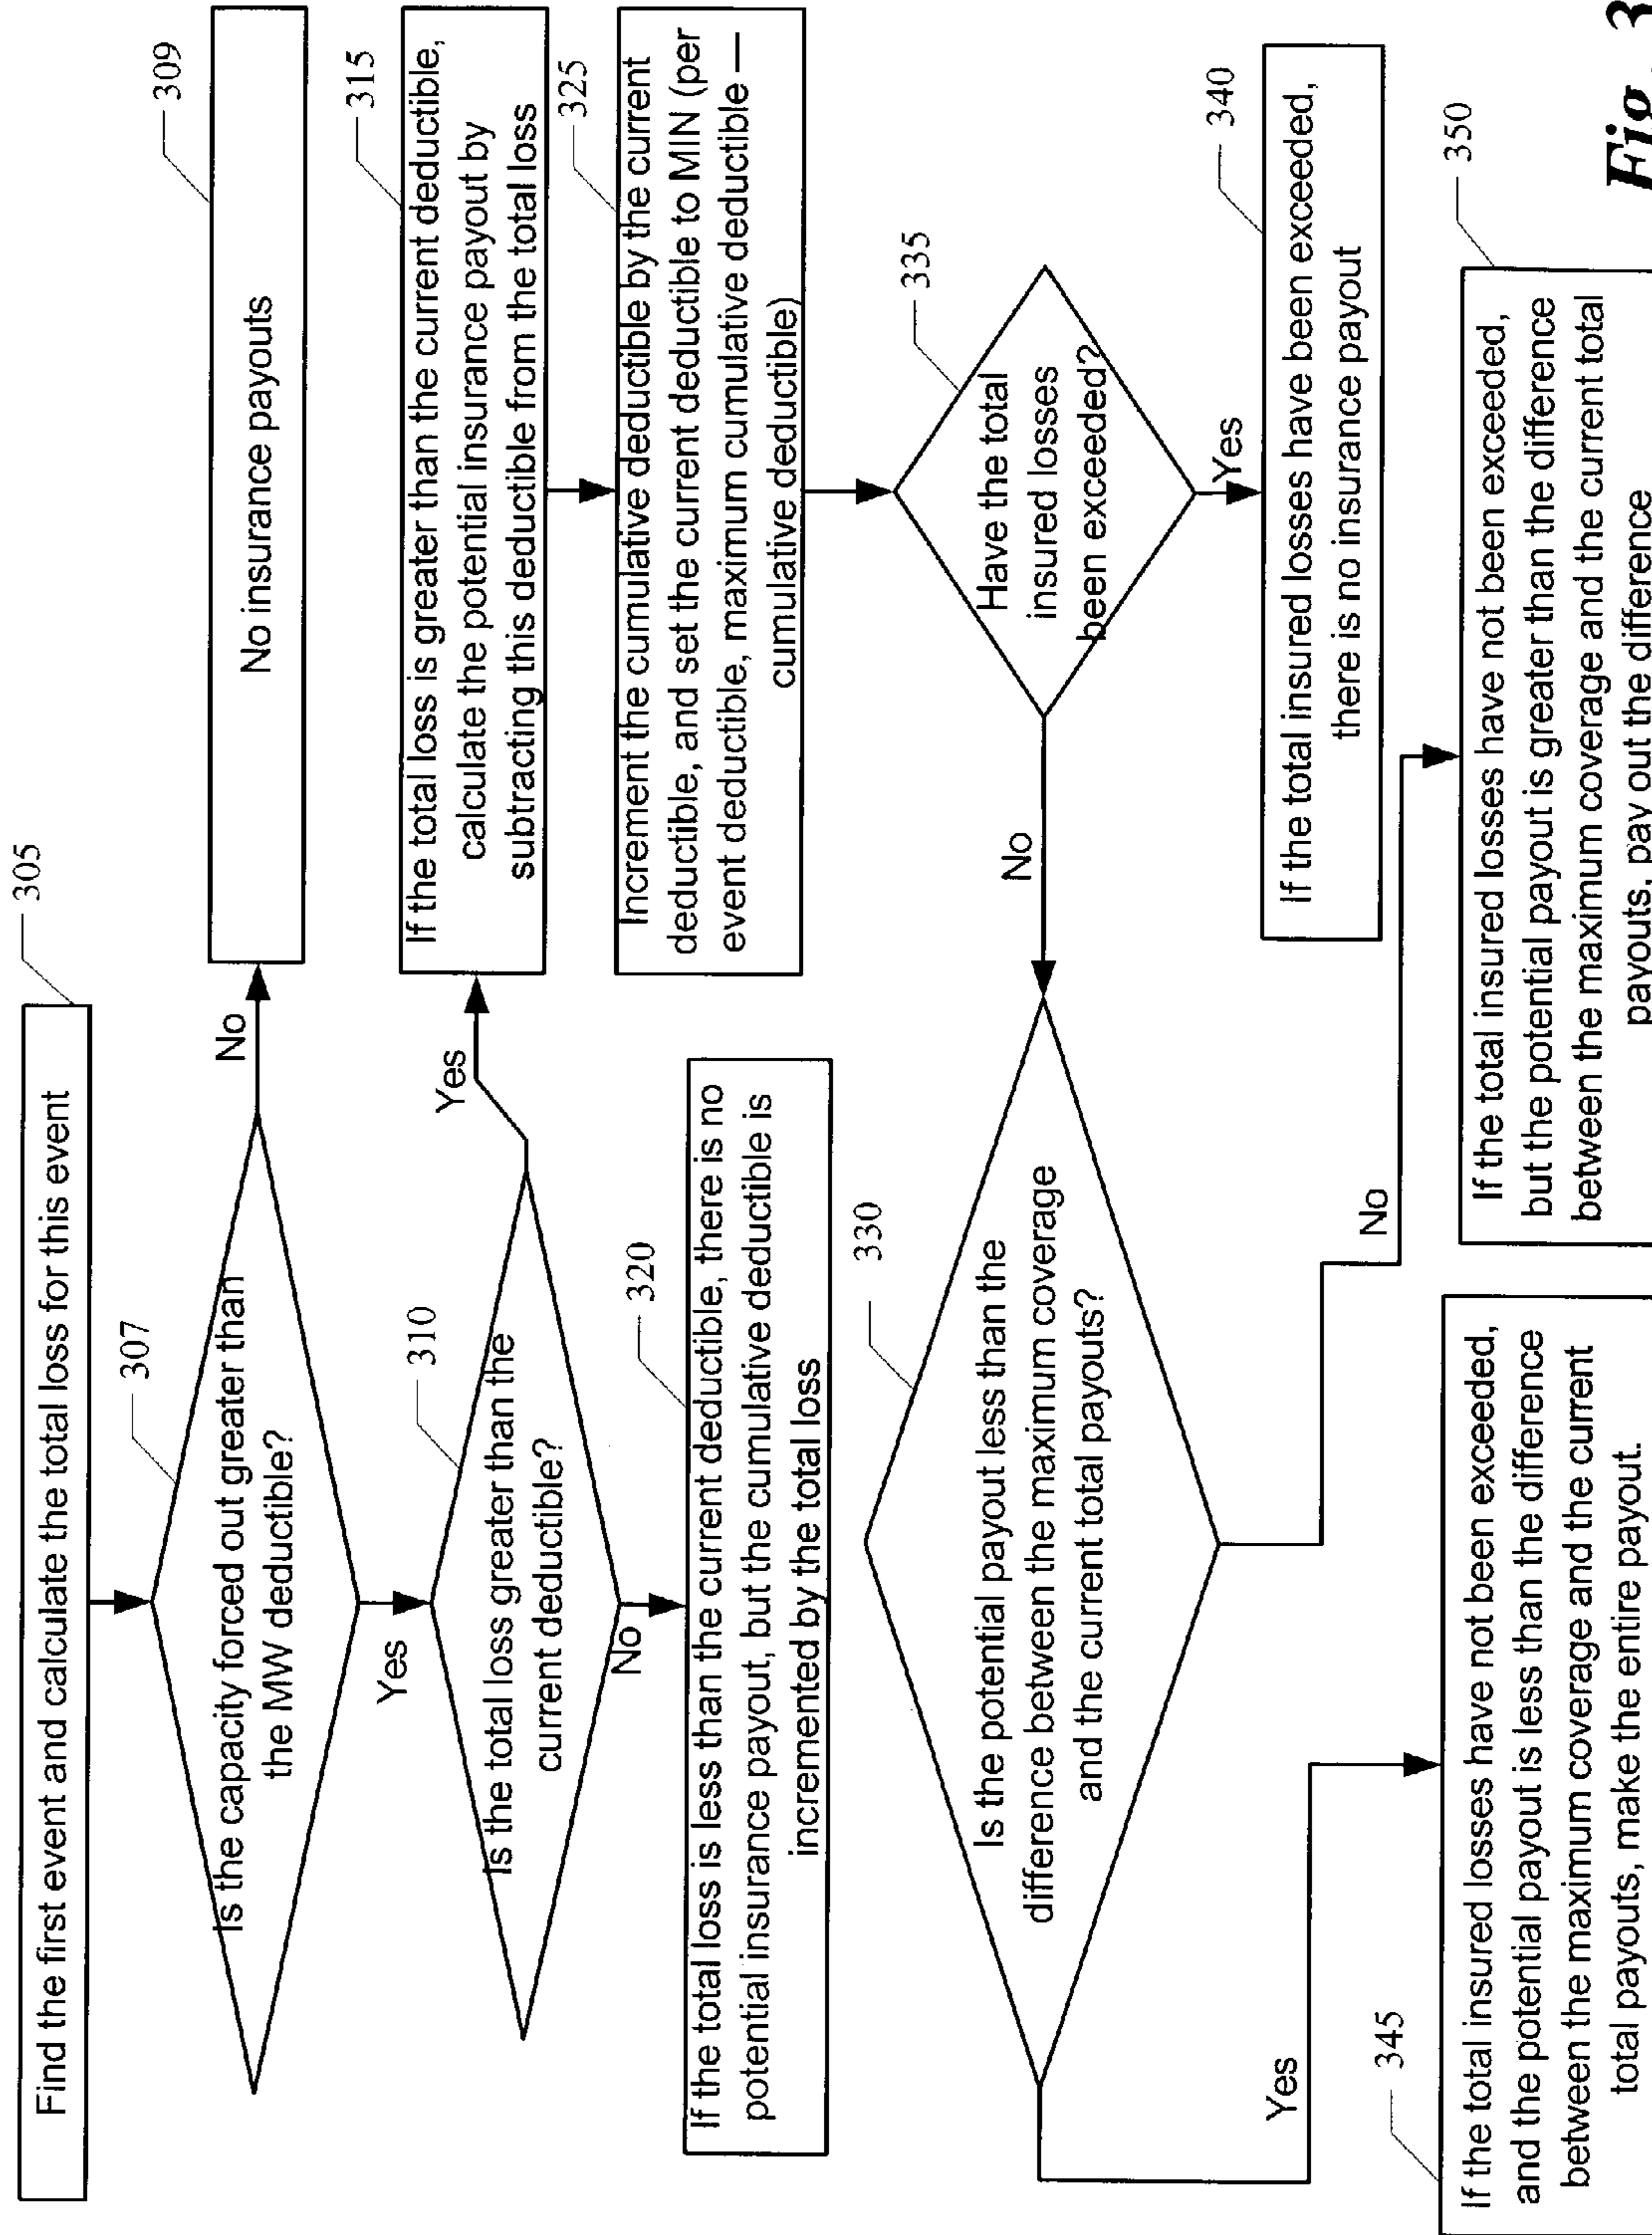 305
Find the first event and calculate the total loss for this event
307
Is the capacity forced out greater than
the MW deductible?
No
309
No insurance payouts
Yes
310
Is the total loss greater than the
current deductible?
Yes
315
If the total loss is greater than the current deductible,
calculate the potential insurance payout by
subtracting this deductible from the total loss
No
320
If the total loss is less than the current deductible, there is no
potential insurance payout, but the cumulative deductible is
incremented by the total loss
325
Increment the cumulative deductible by the current
deductible, and set the current deductible to MIN (per
event deductible, maximum cumulative deductible —
cumulative deductible)
330
Is the potential payout less than the
difference between the maximum coverage
and the current total payouts?
No
335
Have the total
insured losses
been exceeded?
Yes
340
If the total insured losses have been exceeded,
there is no insurance payout
Yes
345
If the total insured losses have not been exceeded,
and the potential payout is less than the difference
between the maximum coverage and the current
total payouts, make the entire payout.
No
350
If the total insured losses have not been exceeded,
but the potential payout is greater than the difference
between the maximum coverage and the current total
payouts, pay out the difference
Fig. 3